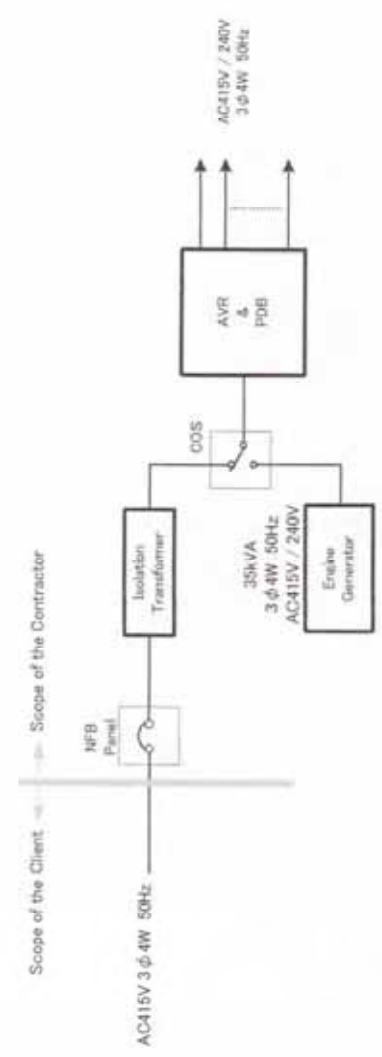 Scope of the Client
Scope of the Contractor
AC415V 3φ4W 50Hz
NFB
Panel
Isolation
Transformer
COS
35kVA
3φ4W 50Hz
AC415V / 240V
Engine
Generator
AVR
&
PDB
AC415V / 240V
3φ4W 50Hz